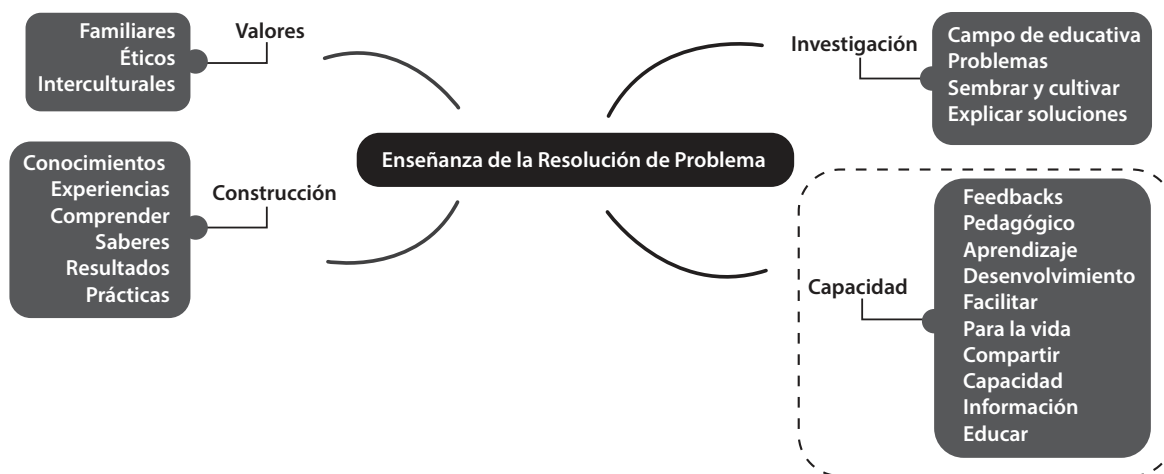 Valores
Familiares
Éticos
Interculturales
Construcción
Conocimientos
Experiencias
Comprender
Saberes
Resultados
Prácticas
Enseñanza de la Resolución de Problema
Investigación
Campo de educativa
Problemas
Sembrar y cultivar
Explicar soluciones
Capacidad
Feedbacks
Pedagógico
Aprendizaje
Desenvolvimiento
Facilitar
Para la vida
Compartir
Capacidad
Información
Educar